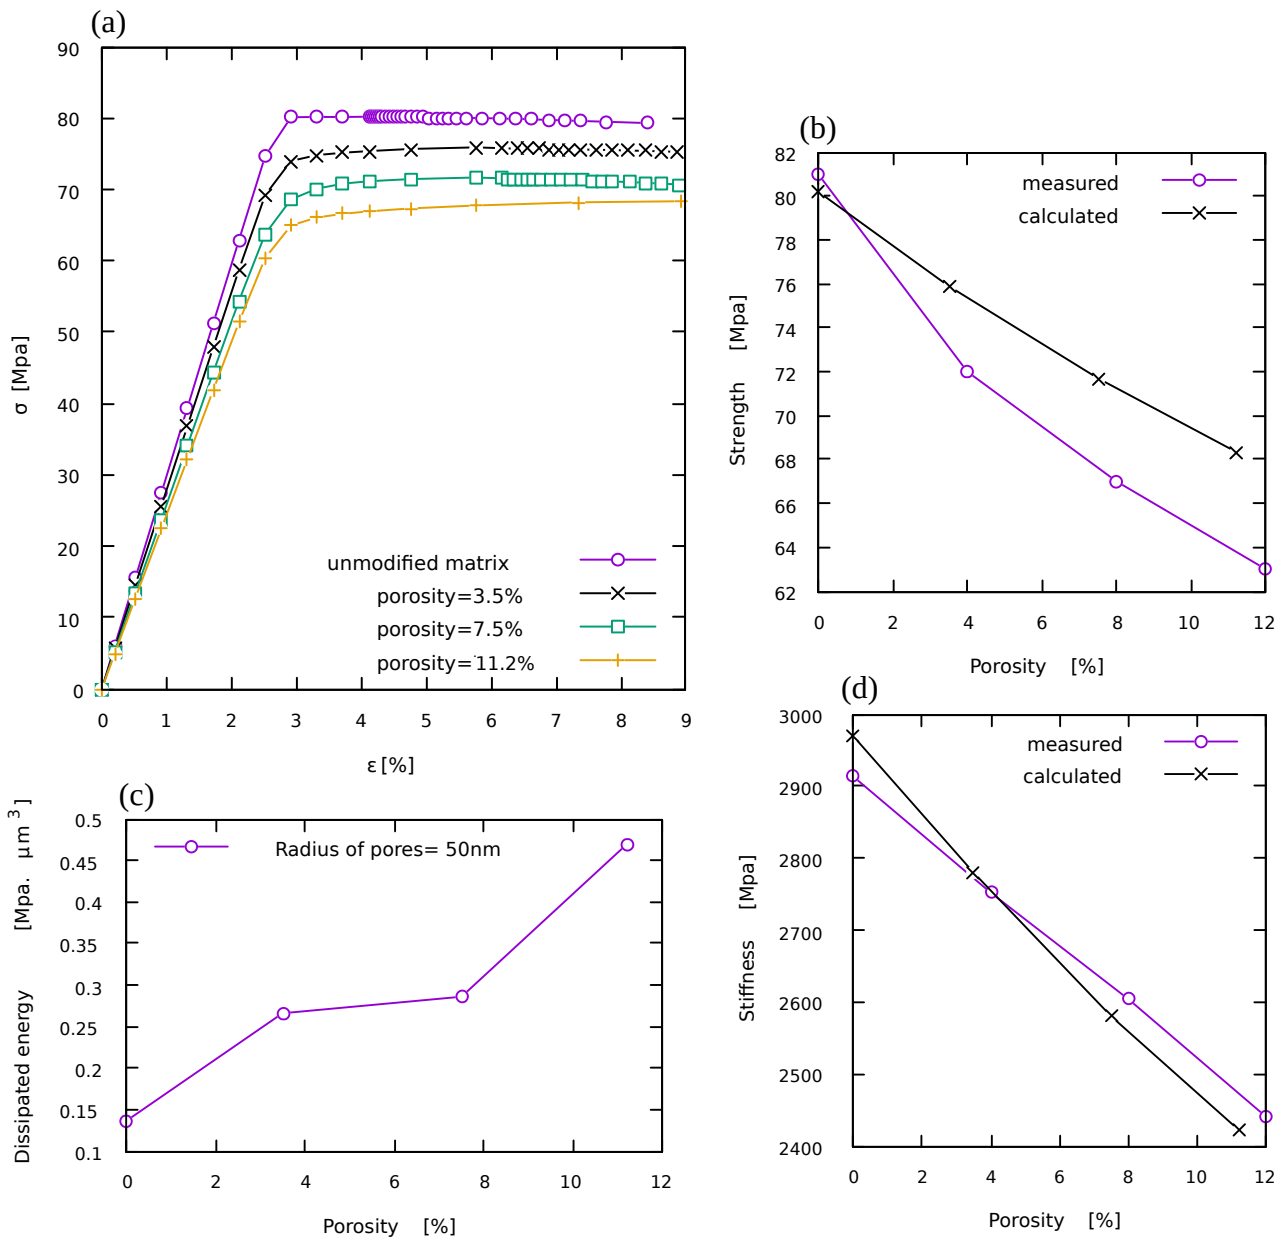 (a)
90
80
70
60
50
40
30
20
10
0
σ [Mpa]
unmodified matrix
porosity=3.5%
porosity=7.5%
porosity=11.2%
0 1 2 3 4 5 6 7 8 9
ε[%]
(b)
82
80
78
76
74
72
70
68
66
64
62
Strength [Mpa]
measured
calculated
0 2 4 6 8 10 12
Porosity [%]
(c)
0.5
0.45
0.4
0.35
0.3
0.25
0.2
0.15
0.1
Dissipated energy [Mpa. μm³]
Radius of pores= 50nm
0 2 4 6 8 10 12
Porosity [%]
(d)
3000
2900
2800
2700
2600
2500
2400
Stiffness [Mpa]
measured
calculated
0 2 4 6 8 10 12
Porosity [%]